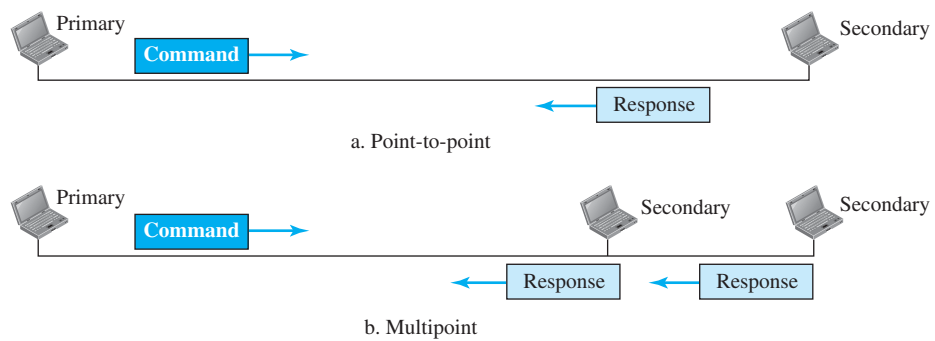 Primary
Secondary
Command
Response
a. Point-to-point
Primary
Secondary
Secondary
Command
Response
Response
b. Multipoint